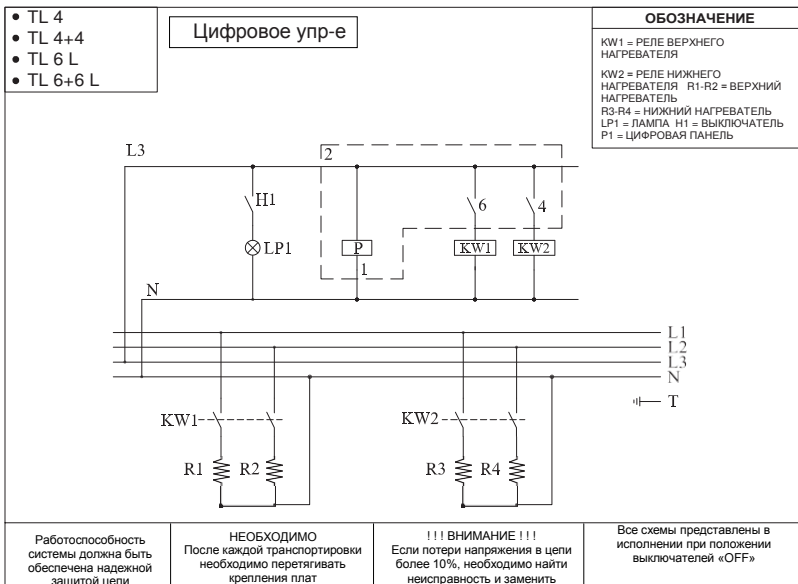 • TL 4
• TL 4+4
• TL 6 L
• TL 6+6 L
Цифровое упр-е
ОБОЗНАЧЕНИЕ
KW1 = РЕЛЕ ВЕРХНЕГО
НАГРЕВАТЕЛЯ
KW2 = РЕЛЕ НИЖНЕГО
НАГРЕВАТЕЛЯ R1-R2 = ВЕРХНИЙ
НАГРЕВАТЕЛЬ
R3-R4 = НИЖНИЙ НАГРЕВАТЕЛЬ
LP1 = ЛАМПА H1 = ВЫКЛЮЧАТЕЛЬ
P1 = ЦИФРОВАЯ ПАНЕЛЬ
L3
2
H1
6
4
LP1
P
KW1
KW2
1
N
L1
L2
L3
N
T
KW1
KW2
R1
R2
R3
R4
Работоспособность
системы должна быть
обеспечена надежной
защитой цепи
НЕОБХОДИМО
После каждой транспортировки
необходимо перетягивать
крепления плат
! ! ! ВНИМАНИЕ ! ! !
Если потери напряжения в цепи
более 10%, необходимо найти
неисправность и заменить
Все схемы представлены в
исполнении при положении
выключателей «OFF»